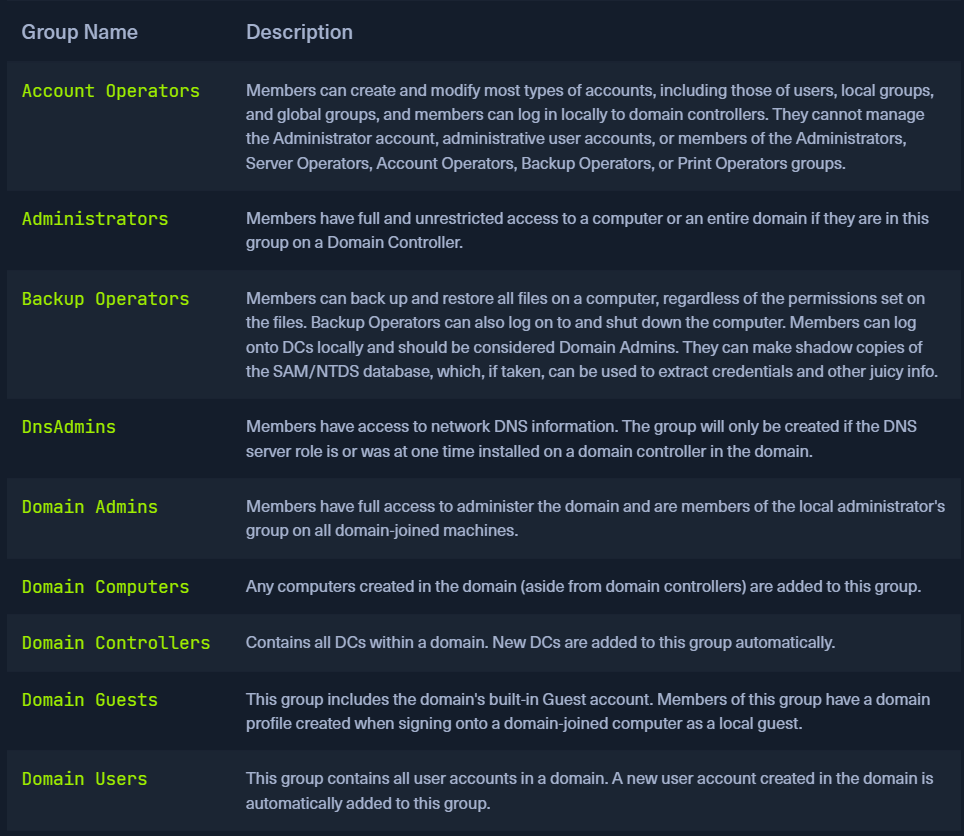 Group Name Description
Account Operators Members can create and modify most types of accounts, including those of users, local groups,
and global groups, and members can log in locally to domain controllers. They cannot manage
the Administrator account, administrative user accounts, or members of the Administrators,
Server Operators, Account Operators, Backup Operators, or Print Operators groups.
Administrators Members have full and unrestricted access to a computer or an entire domain if they are in this
group on a Domain Controller.
Backup Operators Members can back up and restore all files on a computer, regardless of the permissions set on
the files. Backup Operators can also log on to and shut down the computer. Members can log
onto DCs locally and should be considered Domain Admins. They can make shadow copies of
the SAM/NTDS database, which, if taken, can be used to extract credentials and other juicy info.
DnsAdmins Members have access to network DNS information. The group will only be created if the DNS
server role is or was at one time installed on a domain controller in the domain.
Domain Admins Members have full access to administer the domain and are members of the local administrator's
group on all domain-joined machines.
Domain Computers Any computers created in the domain (aside from domain controllers) are added to this group.
Domain Controllers Contains all DCs within a domain. New DCs are added to this group automatically.
Domain Guests This group includes the domain's built-in Guest account. Members of this group have a domain
profile created when signing onto a domain-joined computer as a local guest.
Domain Users This group contains all user accounts in a domain. A new user account created in the domain is
automatically added to this group.